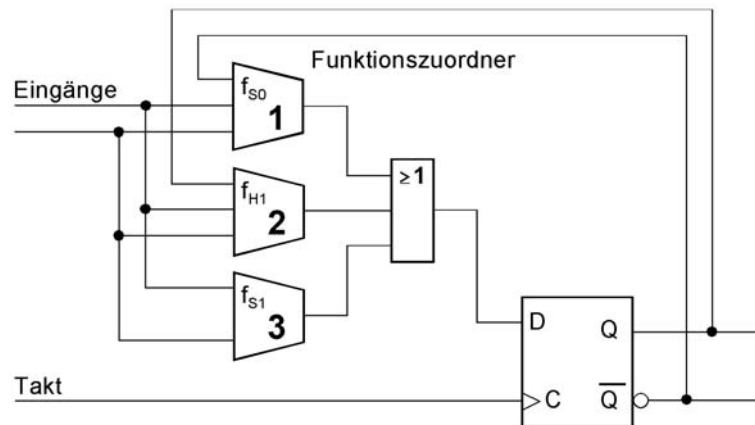 Funktionszuordner
Eingänge
fS0
1
≥1
fH1
2
fS1
3
D Q
Takt
C Q̅